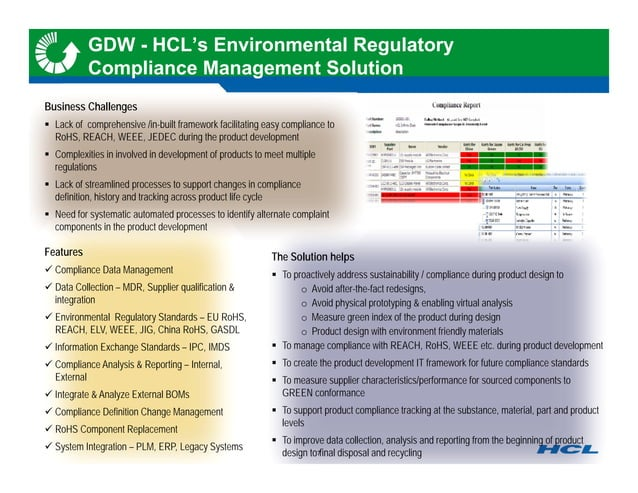 GDW - HCL's Environmental Regulatory
Compliance Management Solution
Business Challenges
▪ Lack of comprehensive /in-built framework facilitating easy compliance to
RoHS, REACH, WEEE, JEDEC during the product development
▪ Complexities in involved in development of products to meet multiple
regulations
▪ Lack of streamlined processes to support changes in compliance
definition, history and tracking across product life cycle
▪ Need for systematic automated processes to identify alternate complaint
components in the product development
Compliance Report
Features
✓ Compliance Data Management
✓ Data Collection – MDR, Supplier qualification &
integration
✓ Environmental Regulatory Standards – EU RoHS,
REACH, ELV, WEEE, JIG, China RoHS, GASDL
✓ Information Exchange Standards – IPC, IMDS
✓ Compliance Analysis & Reporting – Internal,
External
✓ Integrate & Analyze External BOMs
✓ Compliance Definition Change Management
✓ RoHS Component Replacement
✓ System Integration – PLM, ERP, Legacy Systems
The Solution helps
▪ To proactively address sustainability / compliance during product design to
o Avoid after-the-fact redesigns,
o Avoid physical prototyping & enabling virtual analysis
o Measure green index of the product during design
o Product design with environment friendly materials
▪ To manage compliance with REACH, RoHS, WEEE etc. during product development
▪ To create the product development IT framework for future compliance standards
▪ To measure supplier characteristics/performance for sourced components to
GREEN conformance
▪ To support product compliance tracking at the substance, material, part and product
levels
▪ To improve data collection, analysis and reporting from the beginning of product
design to final disposal and recycling
HCL